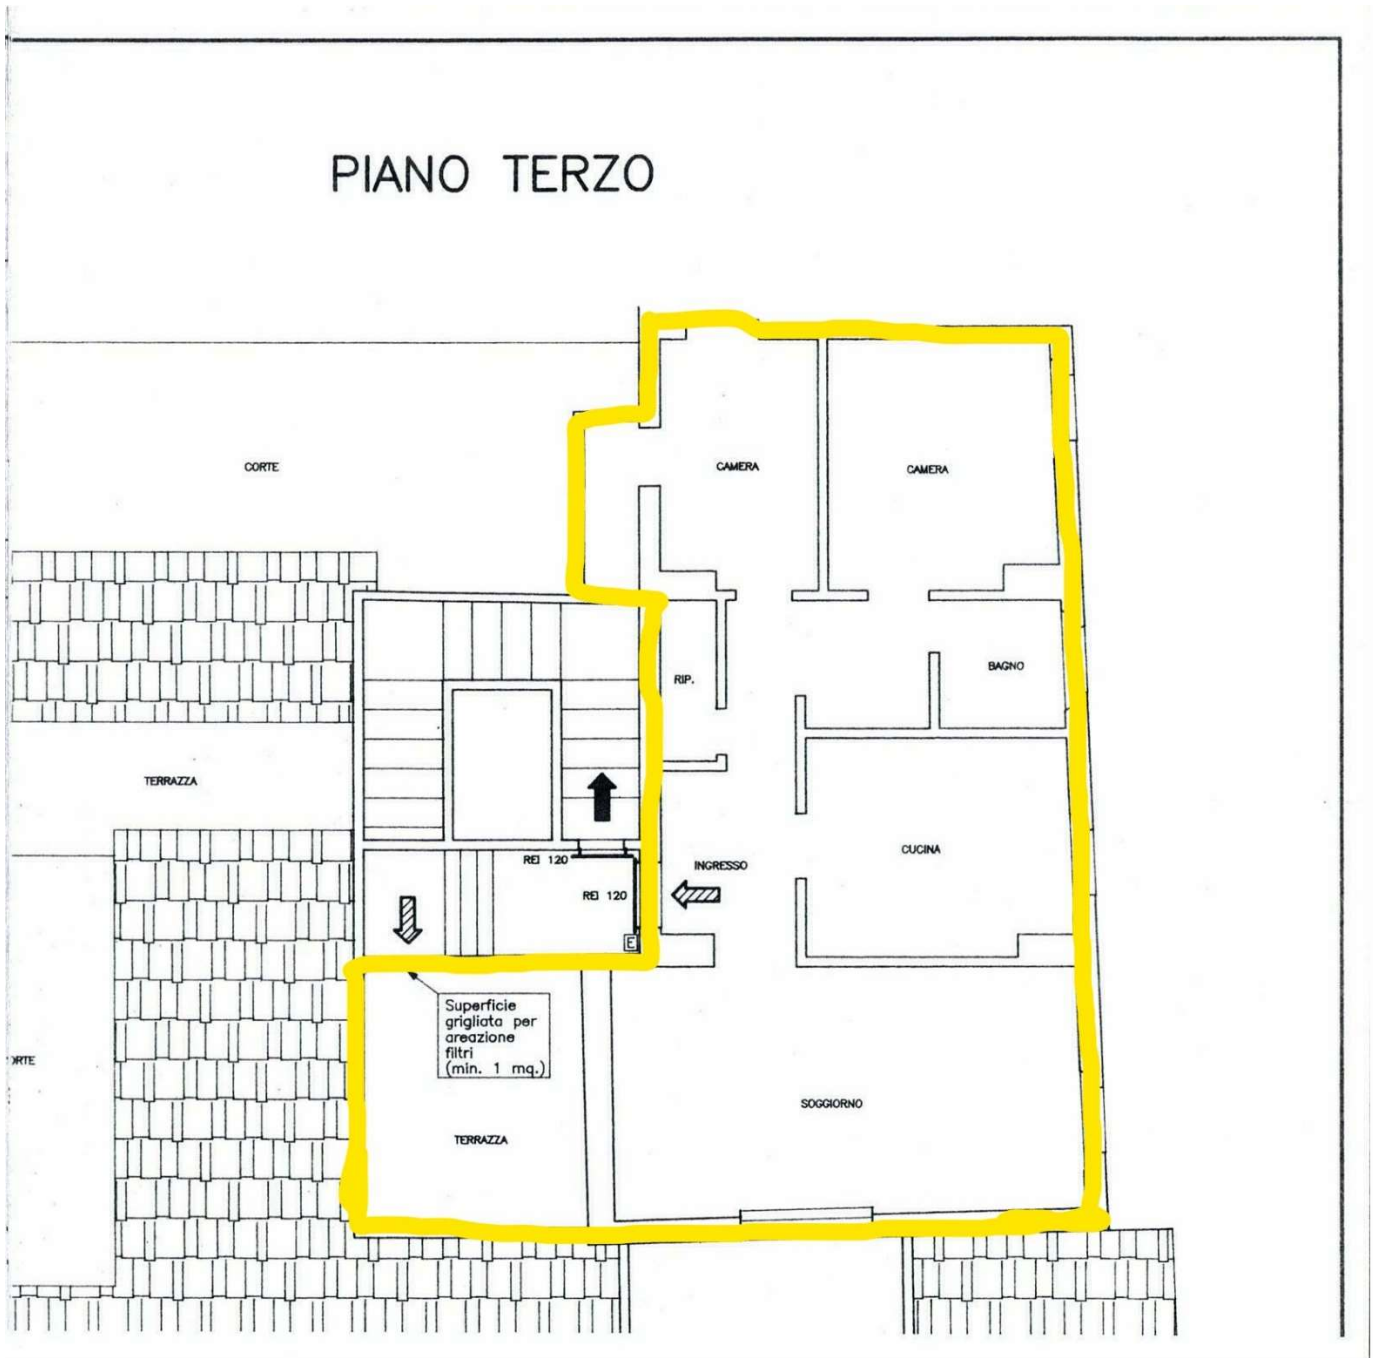 PIANO TERZO
CORTE
CAMERA
CAMERA
RIP.
BAGNO
TERRAZZA
CUCINA
REI 120
INGRESSO
REI 120
E
Superficie
grigliata per
areazione
filtri
(min. 1 mq.)
ORTE
SOGGIORNO
TERRAZZA